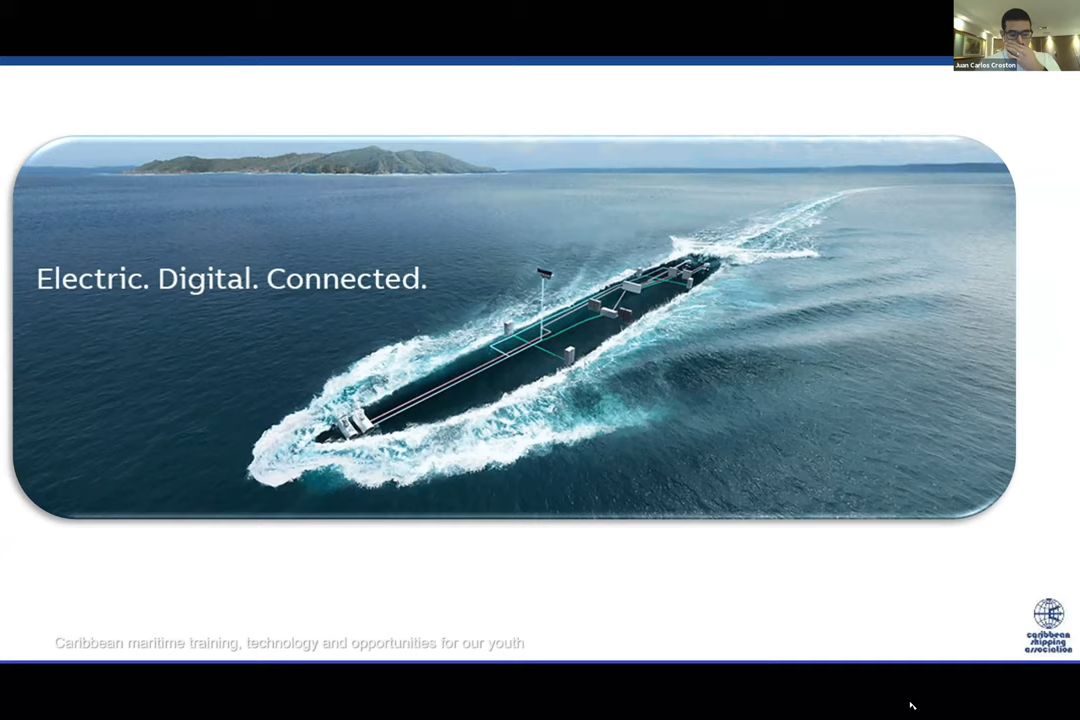 Juan Carlos Croston
Electric. Digital. Connected.
Caribbean maritime training, technology and opportunities for our youth
caribbean
shipping
association